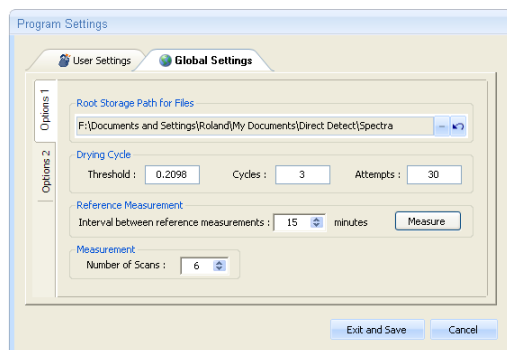 Program Settings
User Settings Global Settings
Options 1
Options 2
Root Storage Path for Files
F:\Documents and Settings\Roland\My Documents\Direct Detect\Spectra
Drying Cycle
Threshold : 0.2098 Cycles : 3 Attempts : 30
Reference Measurement
Interval between reference measurements : 15 minutes Measure
Measurement
Number of Scans : 6
Exit and Save Cancel